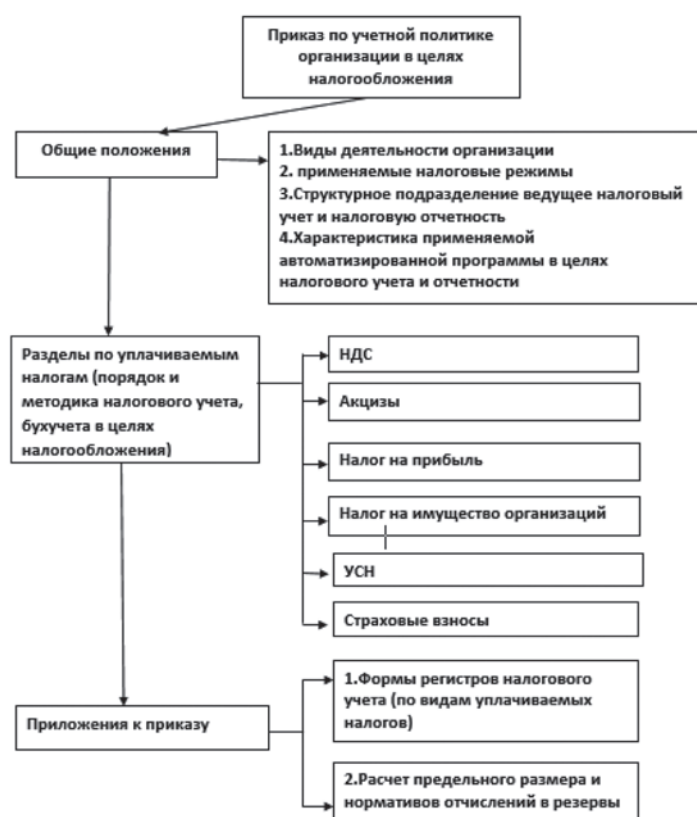 Приказ по учетной политике
организации в целях
налогообложения
Общие положения
1.Виды деятельности организации
2. применяемые налоговые режимы
3.Структурное подразделение ведущее налоговый
учет и налоговую отчетность
4.Характеристика применяемой
автоматизированной программы в целях
налогового учета и отчетности
Разделы по уплачиваемым
налогам (порядок и
методика налогового учета,
бухучета в целях
налогообложения)
НДС
Акцизы
Налог на прибыль
Налог на имущество организаций
УСН
Страховые взносы
Приложения к приказу
1.Формы регистров налогового
учета (по видам уплачиваемых
налогов)
2.Расчет предельного размера и
нормативов отчислений в резервы